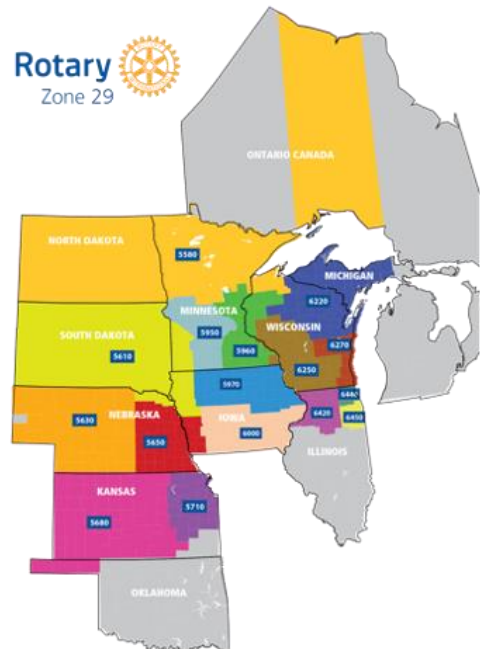 Rotary
Zone 29
ONTARIO CANADA
NORTH DAKOTA
5580
MICHIGAN
6220
MINNESOTA
5950
WISCONSIN
SOUTH DAKOTA
5610
5960
6270
6250
5970
6420
6450
NEBRASKA
5630
IOWA
6000
5650
ILLINOIS
KANSAS
5710
5680
OKLAHOMA